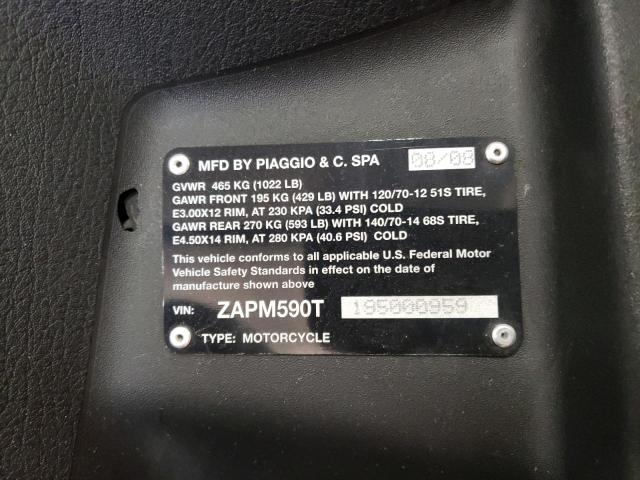 MFD BY PIAGGIO & C. SPA 08/08
GVWR 465 KG (1022 LB)
GAWR FRONT 195 KG (429 LB) WITH 120/70-12 51S TIRE,
E3.00X12 RIM, AT 230 KPA (33.4 PSI) COLD
GAWR REAR 270 KG (593 LB) WITH 140/70-14 68S TIRE,
E4.50X14 RIM, AT 280 KPA (40.6 PSI) COLD
This vehicle conforms to all applicable U.S. Federal Motor
Vehicle Safety Standards in effect on the date of
manufacture shown above
VIN: ZAPM590T 195000959
TYPE: MOTORCYCLE